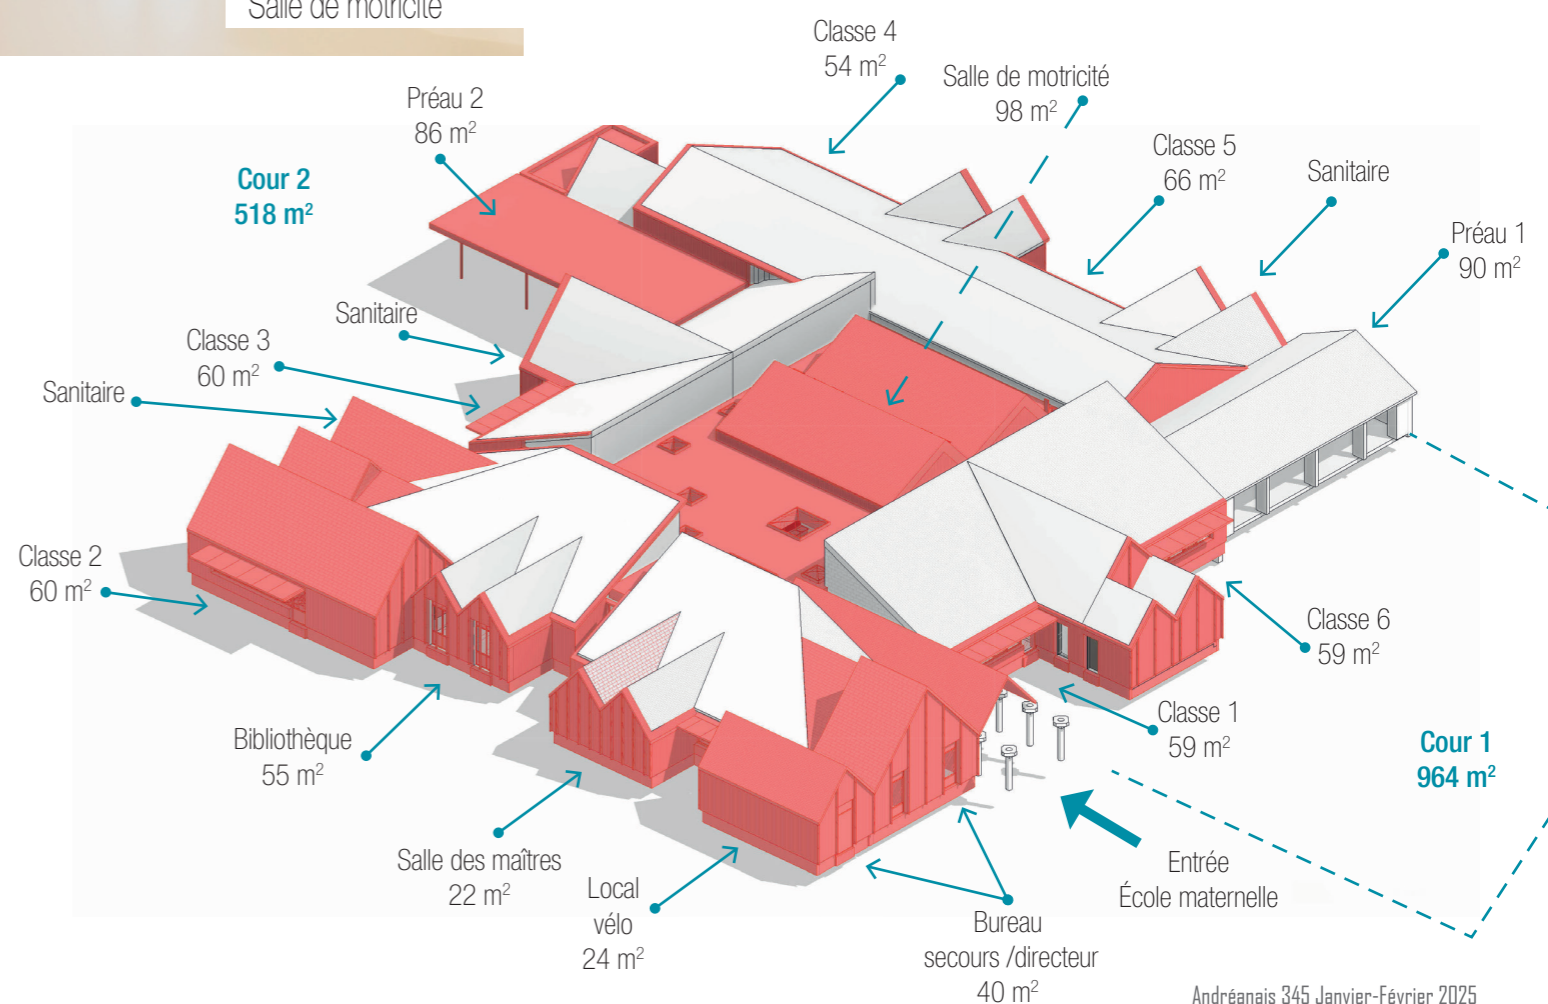 Salle de motricité
Classe 4
54 m²
Salle de motricité
98 m²
Préau 2
86 m²
Classe 5
66 m²
Sanitaire
Cour 2
518 m²
Préau 1
90 m²
Sanitaire
Classe 3
60 m²
Sanitaire
Classe 2
60 m²
Classe 6
59 m²
Classe 1
59 m²
Bibliothèque
55 m²
Cour 1
964 m²
Salle des maîtres
22 m²
Entrée
École maternelle
Local
vélo
24 m²
Bureau
secours /directeur
40 m²
Andréanais 345 Janvier-Février 2025